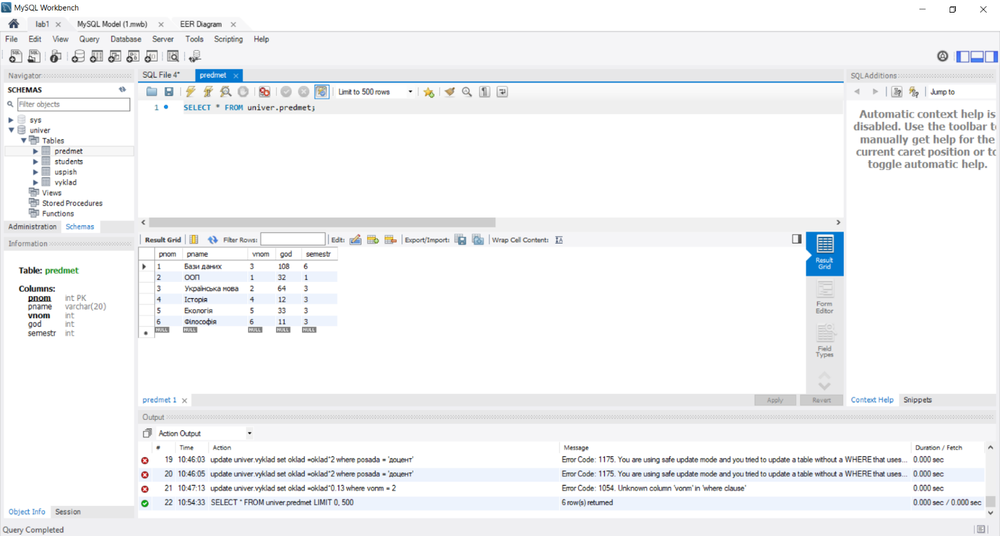 MySQL Workbench
lab1 MySQL Model (1.mwb) EER Diagram
File Edit View Query Database Server Tools Scripting Help
Navigator
SCHEMAS
Filter objects
sys
univer
Tables
predmet
students
uspish
vyklad
Views
Stored Procedures
Functions
Administration Schemas
Information
Table: predmet
Columns:
pnom int PK
pname varchar(20)
vnom int
god int
semestr int
Object Info Session
Query Completed
SQL File 4* predmet
Limit to 500 rows
1 SELECT * FROM univer.predmet;
Result Grid Filter Rows: Edit: Export/Import: Wrap Cell Content:
pnom pname vnom god semestr
1 Бази даних 3 108 6
2 ООП 1 32 1
3 Українська мова 2 64 3
4 Історія 4 12 3
5 Екологія 5 33 3
6 Філософія 6 11 3
NULL NULL NULL NULL NULL
Result Grid
Form Editor
Field Types
predmet 1 Apply Revert
Output
Action Output
# Time Action Message Duration / Fetch
19 10:46:03 update univer.vyklad set oklad =oklad*2 where posada = 'доцент' Error Code: 1175. You are using safe update mode and you tried to update a table without a WHERE that uses... 0.000 sec
20 10:46:05 update univer.vyklad set oklad =oklad*2 where posada = 'доцент' Error Code: 1175. You are using safe update mode and you tried to update a table without a WHERE that uses... 0.000 sec
21 10:47:13 update univer.vyklad set oklad =oklad*0.13 where vonm = 2 Error Code: 1054. Unknown column 'vonm' in 'where clause' 0.000 sec
22 10:54:33 SELECT * FROM univer.predmet LIMIT 0, 500 6 row(s) returned 0.000 sec / 0.000 sec
SQLAdditions
Jump to
Automatic context help is
disabled. Use the toolbar to
manually get help for the
current caret position or to
toggle automatic help.
Context Help Snippets